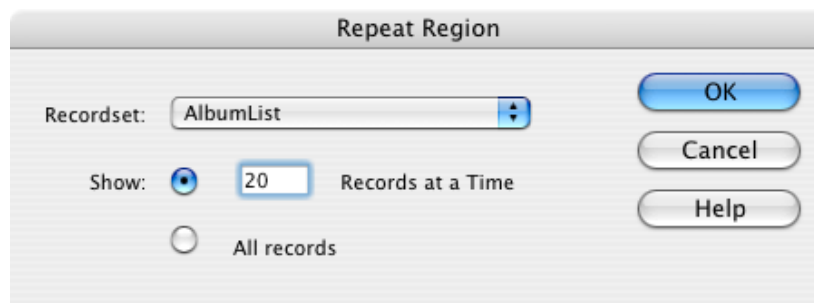 Repeat Region
Recordset: AlbumList
OK
Cancel
Show: 20 Records at a Time
Help
All records